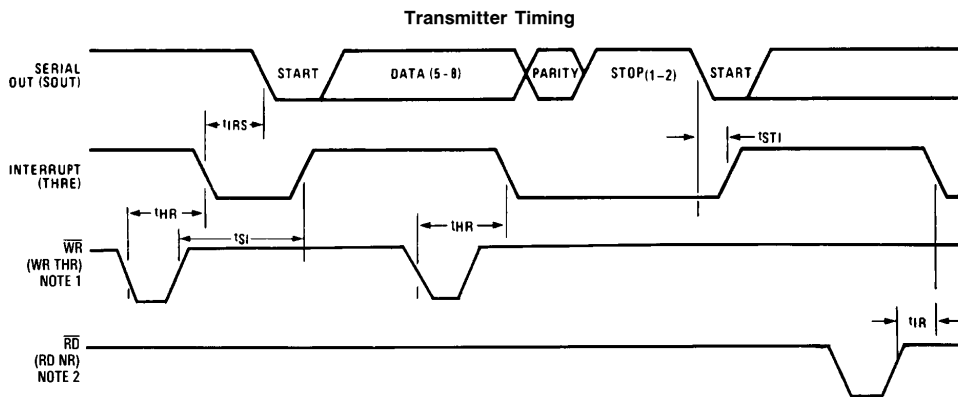 Transmitter Timing
SERIAL
OUT (SOUT)
START
DATA (5-8)
PARITY
STOP(1–2)
START
tIRS
tSTI
INTERRUPT
(THRE)
tHR
tHR
tSI
WR
(WR THR)
NOTE 1
tIR
RD
(RD NR)
NOTE 2